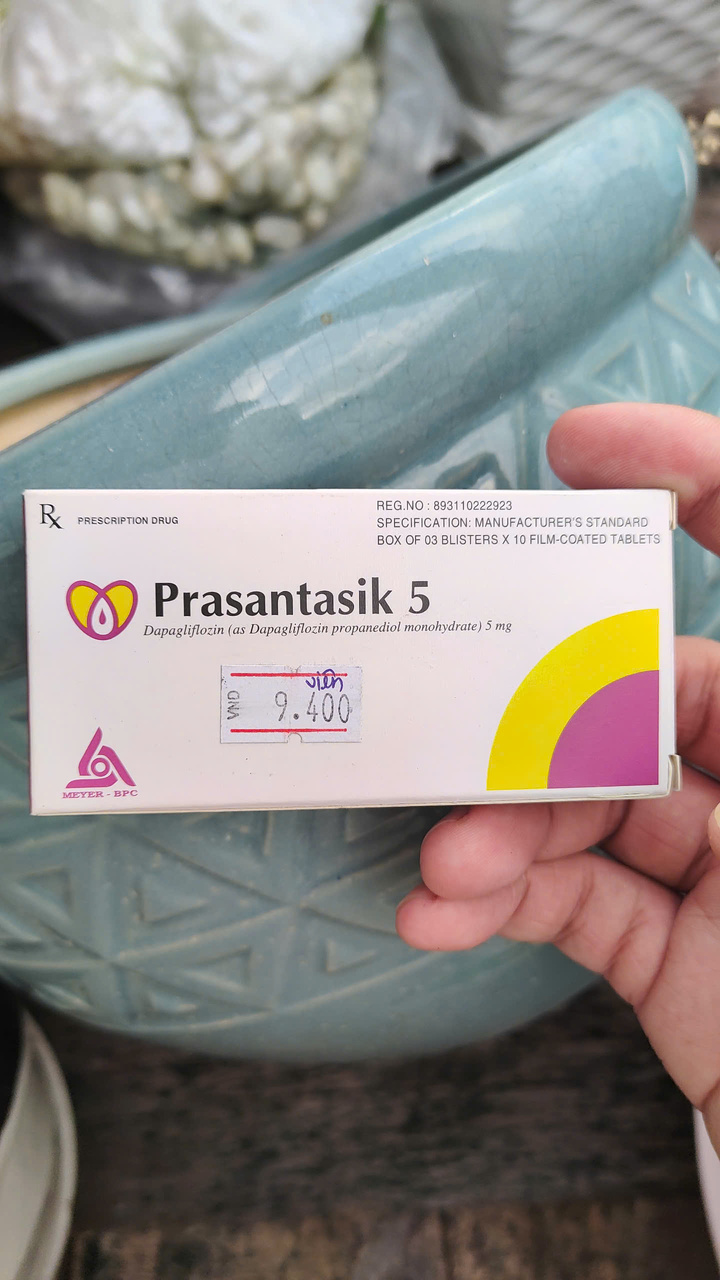 Rx PRESCRIPTION DRUG
REG.NO : 893110222923
SPECIFICATION: MANUFACTURER'S STANDARD
BOX OF 03 BLISTERS X 10 FILM-COATED TABLETS
Prasantasik 5
Dapagliflozin (as Dapagliflozin propanediol monohydrate) 5 mg
viên
VND 9.400
MEYER - BPC